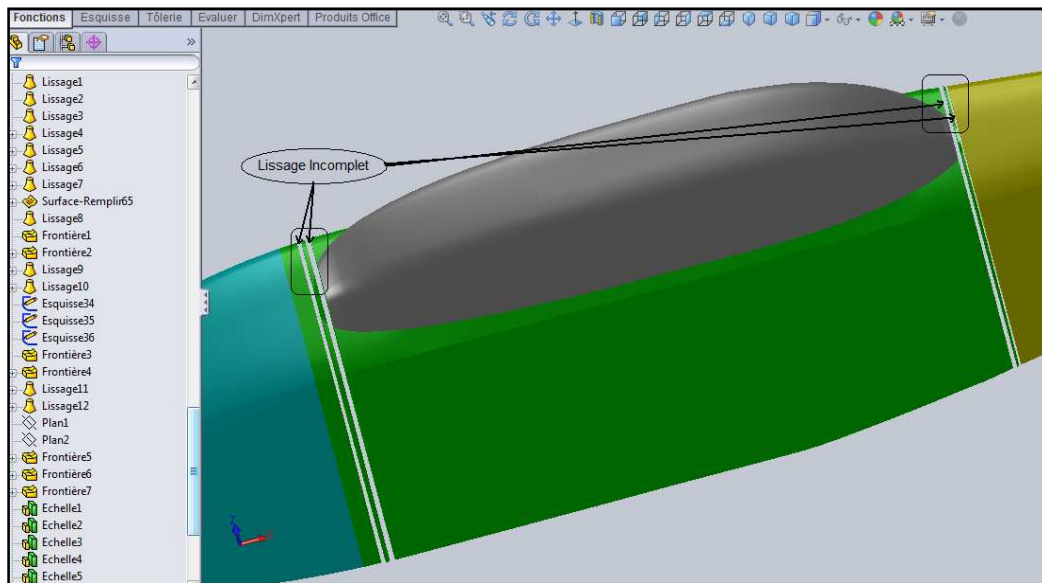 Fonctions Esquisse Tôlerie Evaluer DimXpert Produits Office
Lissage1
Lissage2
Lissage3
Lissage4
Lissage5
Lissage6
Lissage7
Surface-Remplir65
Lissage8
Frontière1
Frontière2
Lissage9
Lissage10
Esquisse34
Esquisse35
Esquisse36
Frontière3
Frontière4
Lissage11
Lissage12
Plan1
Plan2
Frontière5
Frontière6
Frontière7
Echelle1
Echelle2
Echelle3
Echelle4
Echelle5
Lissage Incomplet
Z